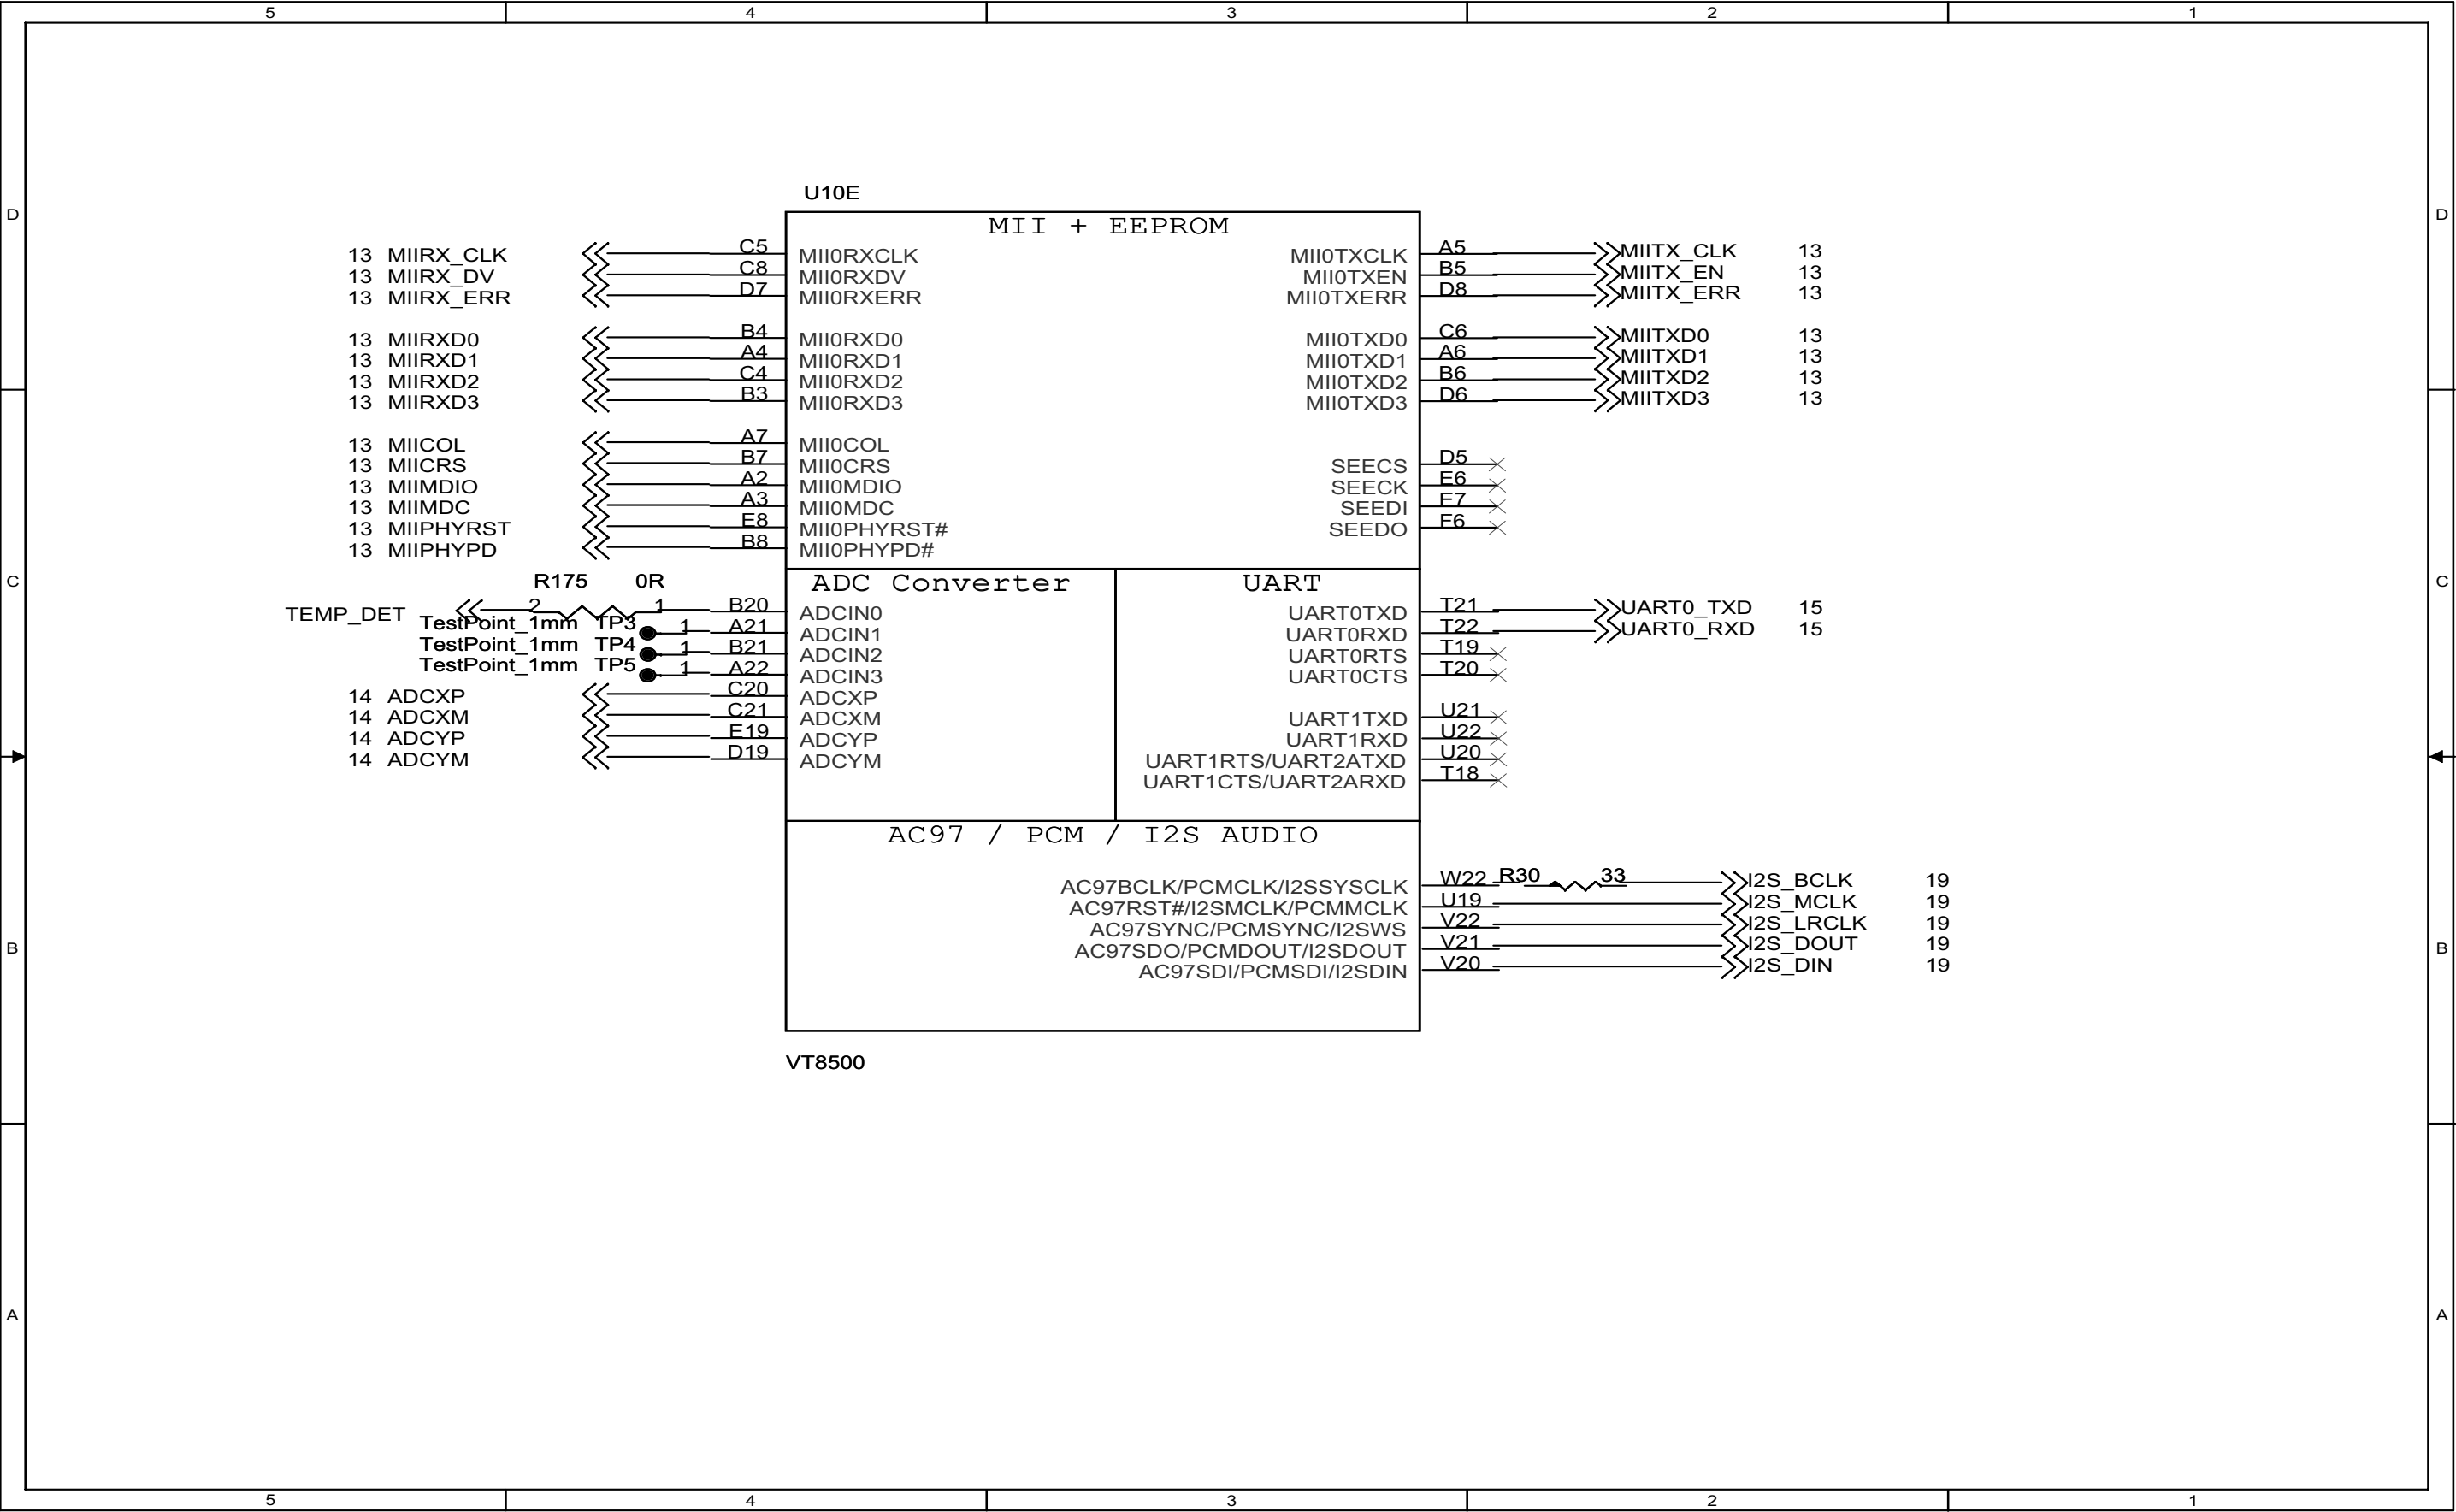 5 4 3 2 1
U10E
D D
MII + EEPROM
13 MIIRX_CLK C5 MII0RXCLK MII0TXCLK A5 MIITX_CLK 13
13 MIIRX_DV C8 MII0RXDV MII0TXEN B5 MIITX_EN 13
13 MIIRX_ERR D7 MII0RXERR MII0TXERR D8 MIITX_ERR 13
13 MIIRXD0 B4 MII0RXD0 MII0TXD0 C6 MIITXD0 13
13 MIIRXD1 A4 MII0RXD1 MII0TXD1 A6 MIITXD1 13
13 MIIRXD2 C4 MII0RXD2 MII0TXD2 B6 MIITXD2 13
13 MIIRXD3 B3 MII0RXD3 MII0TXD3 D6 MIITXD3 13
13 MIICOL A7 MII0COL
13 MIICRS B7 MII0CRS SEECS D5
13 MIIMDIO A2 MII0MDIO SEECK E6
13 MIIMDC A3 MII0MDC SEEDI E7
13 MIIPHYRST E8 MII0PHYRST# SEEDO F6
13 MIIPHYPD B8 MII0PHYPD#
C R175 0R ADC Converter UART C
TEMP_DET 2 1 B20 ADCIN0 UART0TXD T21 UART0_TXD 15
TestPoint_1mm TP3 1 A21 ADCIN1 UART0RXD T22 UART0_RXD 15
TestPoint_1mm TP4 1 B21 ADCIN2 UART0RTS T19
TestPoint_1mm TP5 1 A22 ADCIN3 UART0CTS T20
14 ADCXP C20 ADCXP
14 ADCXM C21 ADCXM UART1TXD U21
14 ADCYP E19 ADCYP UART1RXD U22
14 ADCYM D19 ADCYM UART1RTS/UART2ATXD U20
UART1CTS/UART2ARXD T18
AC97 / PCM / I2S AUDIO
AC97BCLK/PCMCLK/I2SSYSCLK W22 R30 33 I2S_BCLK 19
AC97RST#/I2SMCLK/PCMMCLK U19 I2S_MCLK 19
AC97SYNC/PCMSYNC/I2SWS V22 I2S_LRCLK 19
B AC97SDO/PCMDOUT/I2SDOUT V21 I2S_DOUT 19 B
AC97SDI/PCMSDI/I2SDIN V20 I2S_DIN 19
VT8500
A A
5 4 3 2 1